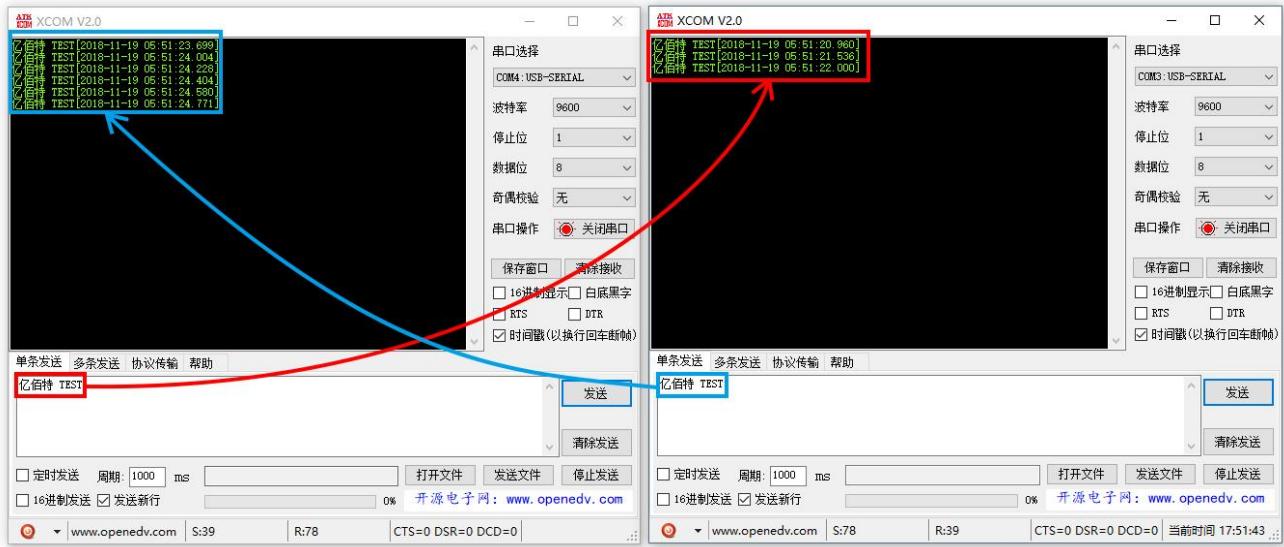 ATK XCOM XCOM V2.0
亿佰特 TEST[2018-11-19 05:51:23.699]
亿佰特 TEST[2018-11-19 05:51:24.004]
亿佰特 TEST[2018-11-19 05:51:24.228]
亿佰特 TEST[2018-11-19 05:51:24.404]
亿佰特 TEST[2018-11-19 05:51:24.580]
亿佰特 TEST[2018-11-19 05:51:24.771]
串口选择
COM4:USB-SERIAL
波特率 9600
停止位 1
数据位 8
奇偶校验 无
串口操作 关闭串口
保存窗口 清除接收
16进制显示 白底黑字
RTS DTR
时间戳(以换行回车断帧)
单条发送 多条发送 协议传输 帮助
亿佰特 TEST
发送
清除发送
定时发送 周期: 1000 ms 打开文件 发送文件 停止发送
16进制发送 发送新行 0% 开源电子网: www.openedv.com
www.openedv.com S:39 R:78 CTS=0 DSR=0 DCD=0
ATK XCOM XCOM V2.0
亿佰特 TEST[2018-11-19 05:51:20.960]
亿佰特 TEST[2018-11-19 05:51:21.536]
亿佰特 TEST[2018-11-19 05:51:22.000]
串口选择
COM3:USB-SERIAL
波特率 9600
停止位 1
数据位 8
奇偶校验 无
串口操作 关闭串口
保存窗口 清除接收
16进制显示 白底黑字
RTS DTR
时间戳(以换行回车断帧)
单条发送 多条发送 协议传输 帮助
亿佰特 TEST
发送
清除发送
定时发送 周期: 1000 ms 打开文件 发送文件 停止发送
16进制发送 发送新行 0% 开源电子网: www.openedv.com
www.openedv.com S:78 R:39 CTS=0 DSR=0 DCD=0 当前时间 17:51:43